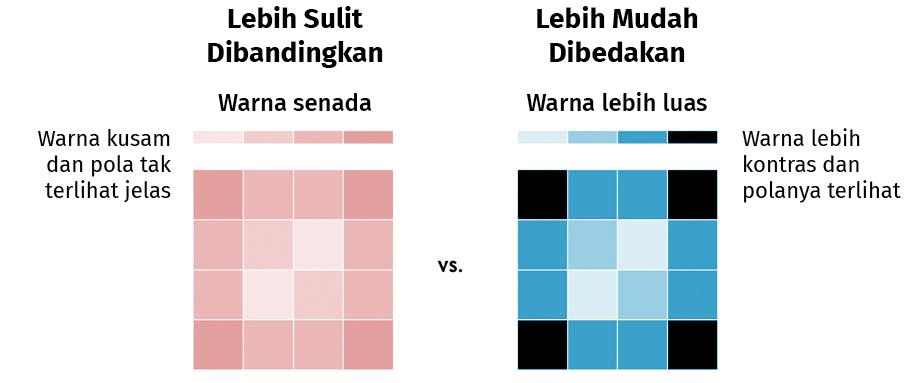 Lebih Sulit
Dibandingkan
Warna senada
Warna kusam
dan pola tak
terlihat jelas
vs.
Lebih Mudah
Dibedakan
Warna lebih luas
Warna lebih
kontras dan
polanya terlihat